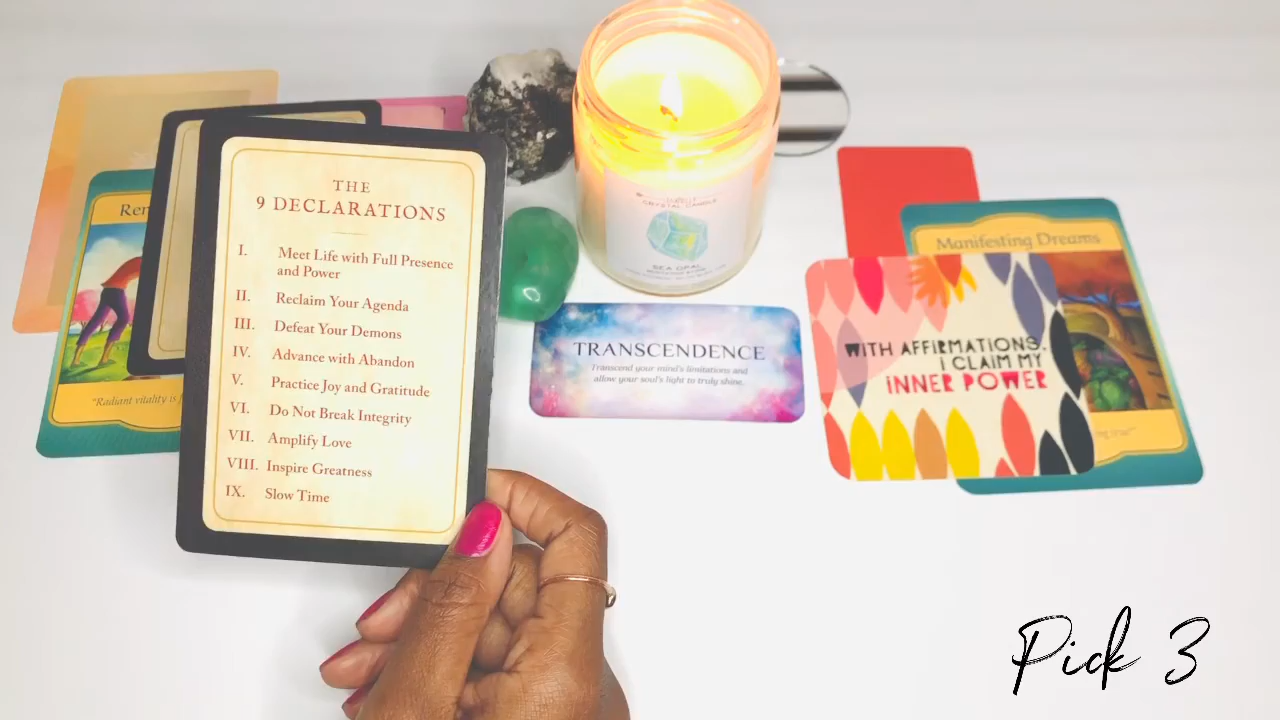 THE
9 DECLARATIONS
I. Meet Life with Full Presence
and Power
II. Reclaim Your Agenda
III. Defeat Your Demons
IV. Advance with Abandon
V. Practice Joy and Gratitude
VI. Do Not Break Integrity
VII. Amplify Love
VIII. Inspire Greatness
IX. Slow Time
Ren
"Radiant vitality is
CRYSTAL CANDLE
SEA OPAL
TRANSCENDENCE
Transcend your mind's limitations and
allow your soul's light to truly shine.
Manifesting Dreams
WITH AFFIRMATIONS,
I CLAIM MY
INNER POWER
Pick 3